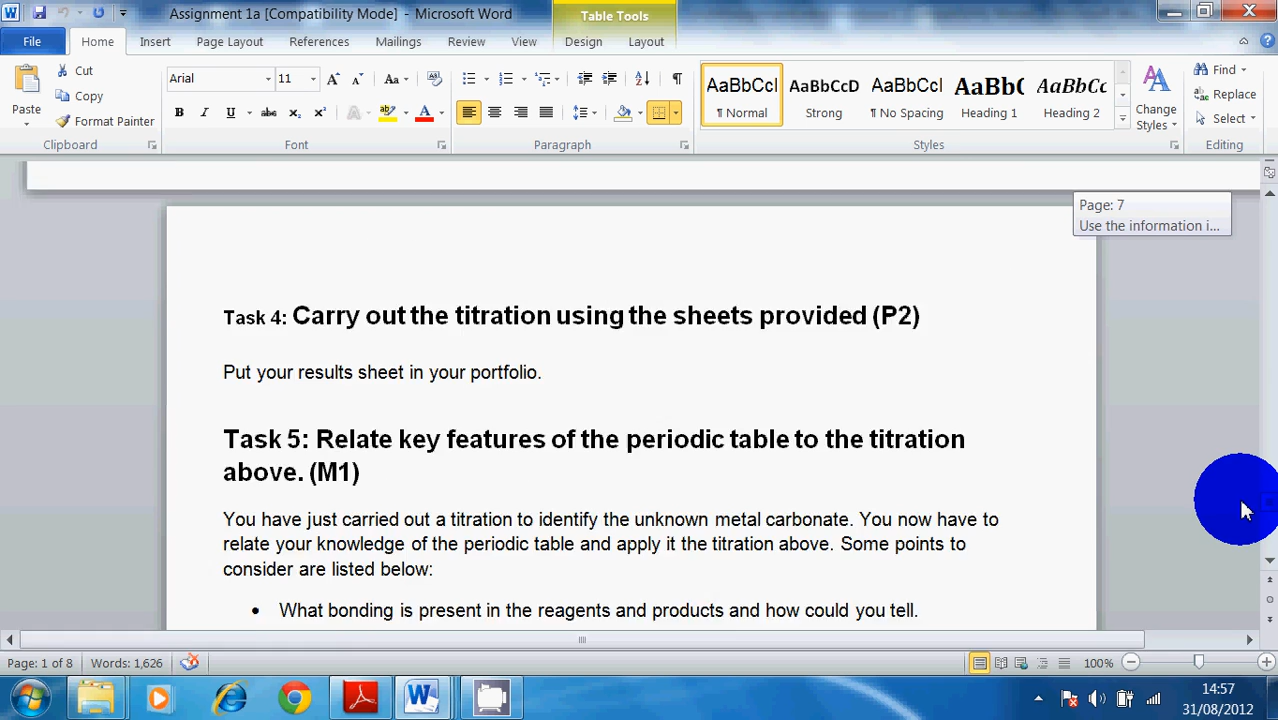 Assignment 1a [Compatibility Mode] - Microsoft Word
Table Tools
File Home Insert Page Layout References Mailings Review View Design Layout
Paste
Cut
Copy
Format Painter
Clipboard
Arial 11
Font
Paragraph
AaBbCcI AaBbCcD AaBbCcI AaBb( AaBbCc.
¶ Normal Strong ¶ No Spacing Heading 1 Heading 2
Styles
Change Styles
Find
Replace
Select
Editing
Page: 7
Use the information i...
Task 4: Carry out the titration using the sheets provided (P2)
Put your results sheet in your portfolio.
Task 5: Relate key features of the periodic table to the titration
above. (M1)
You have just carried out a titration to identify the unknown metal carbonate. You now have to
relate your knowledge of the periodic table and apply it the titration above. Some points to
consider are listed below:
• What bonding is present in the reagents and products and how could you tell.
Page: 1 of 8 Words: 1,626 100%
14:57
31/08/2012